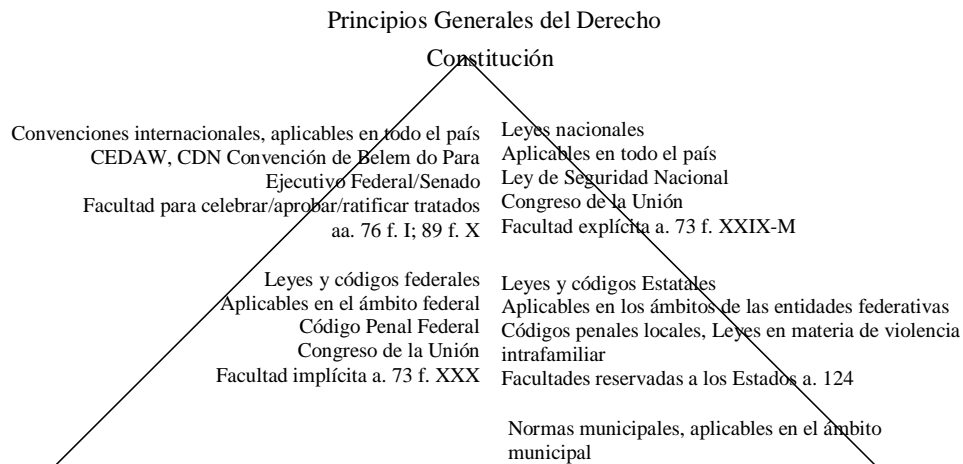 Principios Generales del Derecho
Constitución
Convenciones internacionales, aplicables en todo el país
CEDAW, CDN Convención de Belem do Para
Ejecutivo Federal/Senado
Facultad para celebrar/aprobar/ratificar tratados
aa. 76 f. I; 89 f. X
Leyes nacionales
Aplicables en todo el país
Ley de Seguridad Nacional
Congreso de la Unión
Facultad explícita a. 73 f. XXIX-M
Leyes y códigos federales
Aplicables en el ámbito federal
Código Penal Federal
Congreso de la Unión
Facultad implícita a. 73 f. XXX
Leyes y códigos Estatales
Aplicables en los ámbitos de las entidades federativas
Códigos penales locales, Leyes en materia de violencia
intrafamiliar
Facultades reservadas a los Estados a. 124
Normas municipales, aplicables en el ámbito
municipal